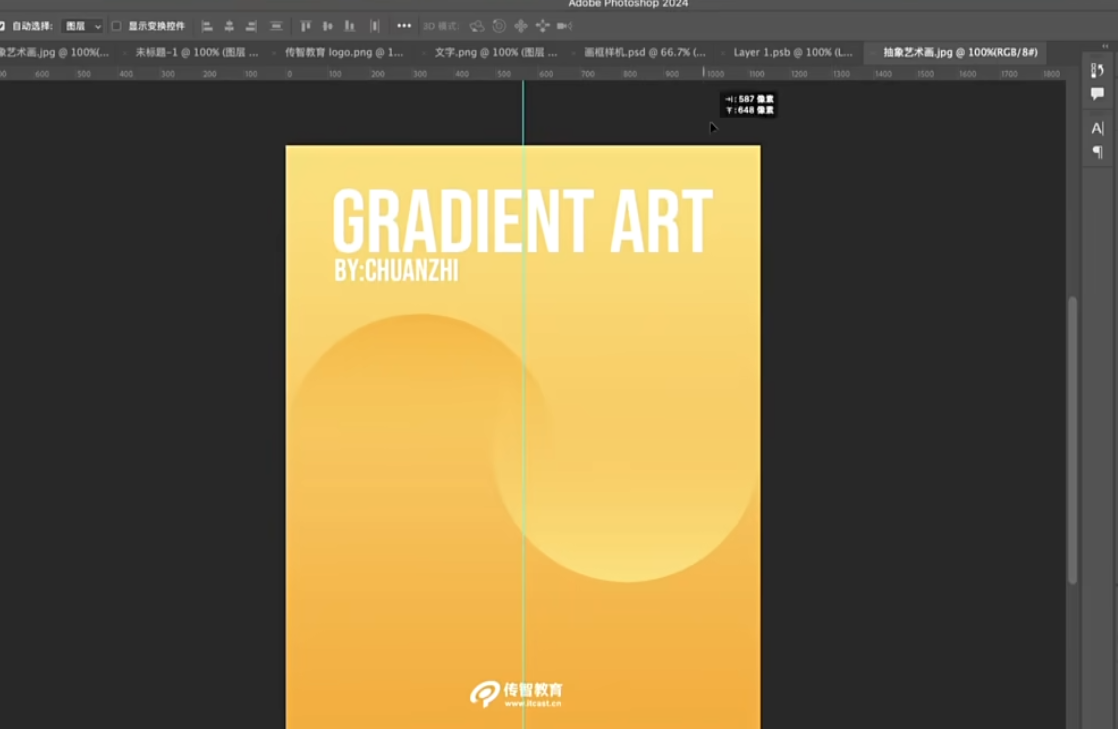 Adobe Photoshop 2024
自动选择: 图层 显示变换控件 3D 模式:
象艺术画.jpg @ 100%(... 未标题-1 @ 100% (图层 ... 传智教育 logo.png @ 1... 文字.png @ 100% (图层 ... 画框样机.psd @ 66.7% (... Layer 1.psb @ 100% (L... 抽象艺术画.jpg @ 100%(RGB/8#)
600 500 400 300 200 100 0 100 200 300 400 500 600 700 800 900 1000 1100 1200 1300 1400 1500 1600 1700 1800
: 587 像素
: 648 像素
A|
GRADIENT ART
BY:CHUANZHI
传智教育
www.itcast.cn